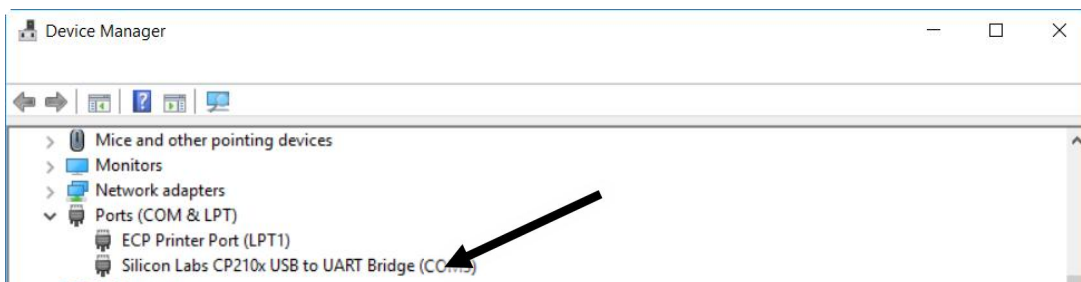 Device Manager
Mice and other pointing devices
Monitors
Network adapters
Ports (COM & LPT)
ECP Printer Port (LPT1)
Silicon Labs CP210x USB to UART Bridge